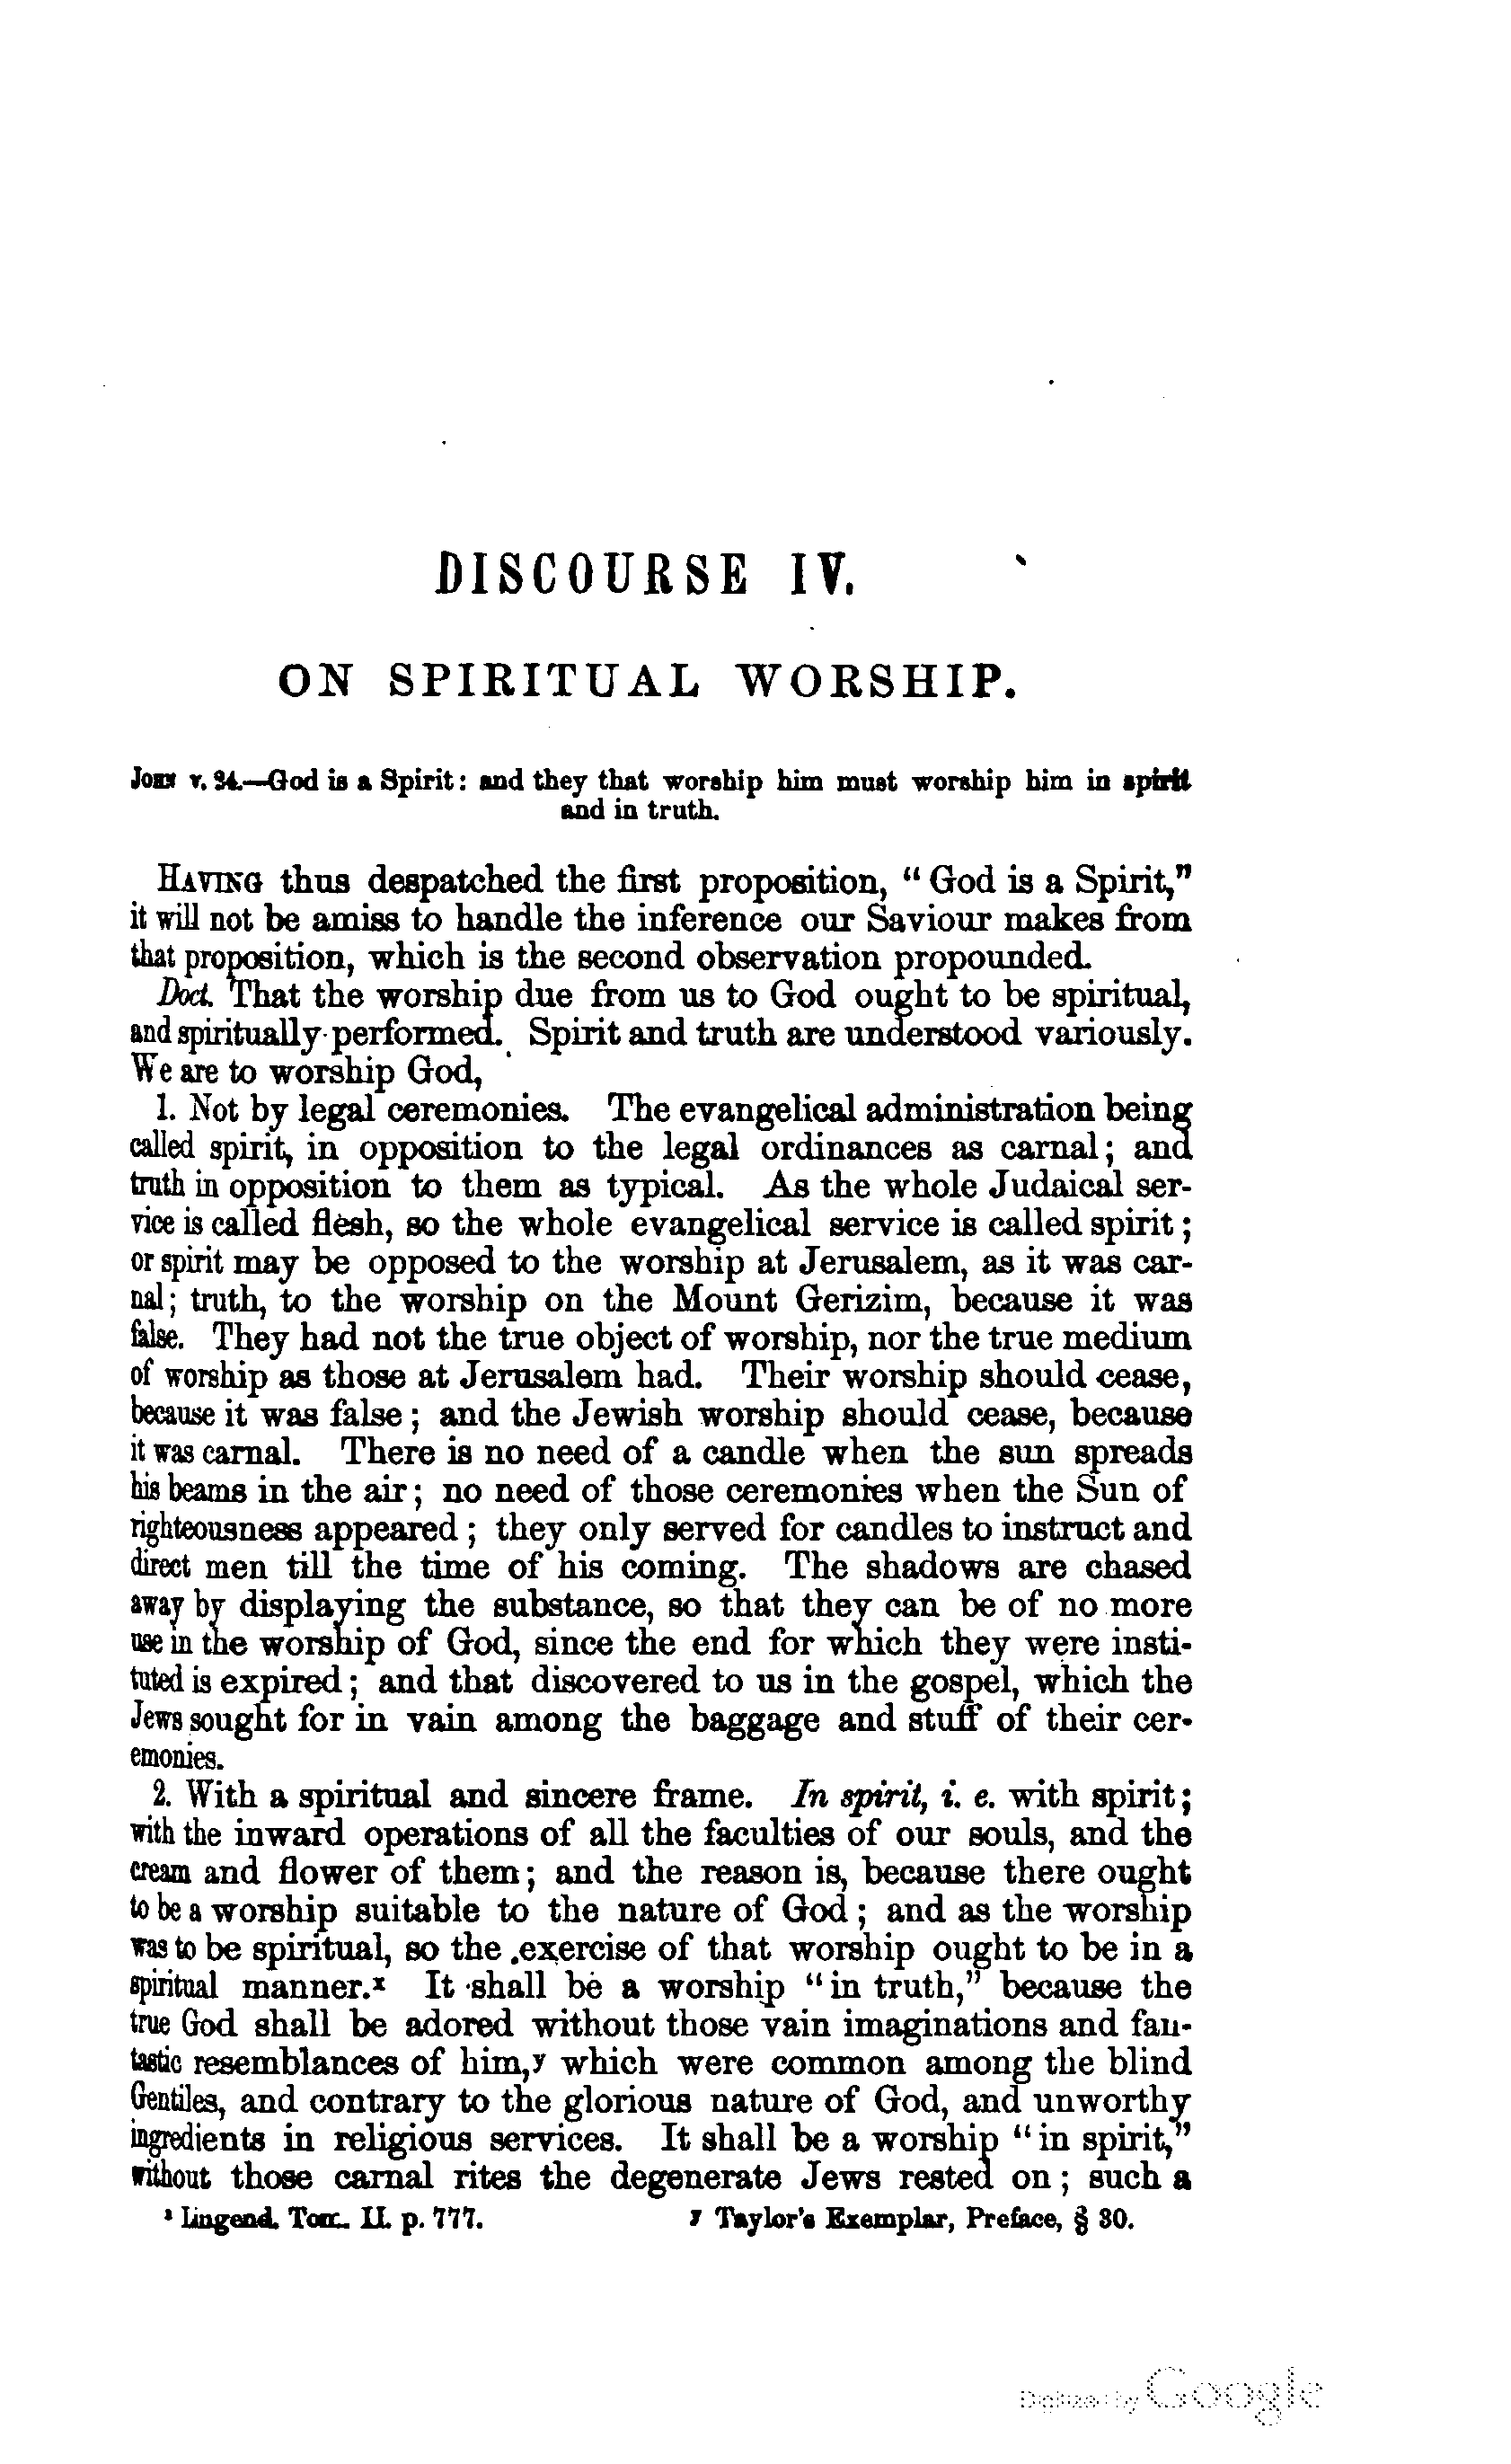 DISCOURSE IV.
ON SPIRITUAL WORSHIP.
JOHN v. 24.—God is a Spirit: and they that worship him must worship him in spirit
and in truth.
HAVING thus despatched the first proposition, “God is a Spirit,”
it will not be amiss to handle the inference our Saviour makes from
that proposition, which is the second observation propounded.
Doct. That the worship due from us to God ought to be spiritual,
and spiritually performed. Spirit and truth are understood variously.
We are to worship God,
1. Not by legal ceremonies. The evangelical administration being
called spirit, in opposition to the legal ordinances as carnal; and
truth in opposition to them as typical. As the whole Judaical ser-
vice is called flesh, so the whole evangelical service is called spirit;
or spirit may be opposed to the worship at Jerusalem, as it was car-
nal; truth, to the worship on the Mount Gerizim, because it was
false. They had not the true object of worship, nor the true medium
of worship as those at Jerusalem had. Their worship should cease,
because it was false; and the Jewish worship should cease, because
it was carnal. There is no need of a candle when the sun spreads
his beams in the air; no need of those ceremonies when the Sun of
righteousness appeared; they only served for candles to instruct and
direct men till the time of his coming. The shadows are chased
away by displaying the substance, so that they can be of no more
use in the worship of God, since the end for which they were insti-
tuted is expired; and that discovered to us in the gospel, which the
Jews sought for in vain among the baggage and stuff of their cer-
emonies.
2. With a spiritual and sincere frame. In spirit, i. e. with spirit;
with the inward operations of all the faculties of our souls, and the
cream and flower of them; and the reason is, because there ought
to be a worship suitable to the nature of God; and as the worship
was to be spiritual, so the exercise of that worship ought to be in a
spiritual manner.x It shall be a worship “in truth,” because the
true God shall be adored without those vain imaginations and fan-
tastic resemblances of him,y which were common among the blind
Gentiles, and contrary to the glorious nature of God, and unworthy
ingredients in religious services. It shall be a worship “in spirit,”
without those carnal rites the degenerate Jews rested on; such a
x Lingend. Tom. II. p. 777. y Taylor's Exemplar, Preface, § 30.
Digitized by Google